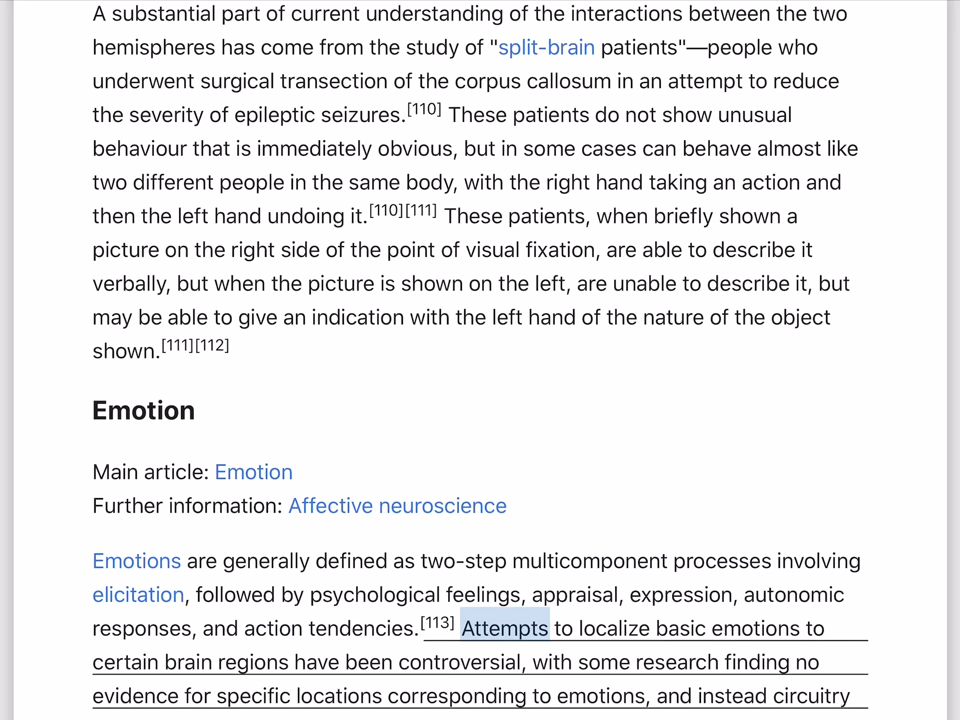 A substantial part of current understanding of the interactions between the two
hemispheres has come from the study of "split-brain patients"—people who
underwent surgical transection of the corpus callosum in an attempt to reduce
the severity of epileptic seizures.[110] These patients do not show unusual
behaviour that is immediately obvious, but in some cases can behave almost like
two different people in the same body, with the right hand taking an action and
then the left hand undoing it.[110][111] These patients, when briefly shown a
picture on the right side of the point of visual fixation, are able to describe it
verbally, but when the picture is shown on the left, are unable to describe it, but
may be able to give an indication with the left hand of the nature of the object
shown.[111][112]
Emotion
Main article: Emotion
Further information: Affective neuroscience
Emotions are generally defined as two-step multicomponent processes involving
elicitation, followed by psychological feelings, appraisal, expression, autonomic
responses, and action tendencies.[113] Attempts to localize basic emotions to
certain brain regions have been controversial, with some research finding no
evidence for specific locations corresponding to emotions, and instead circuitry